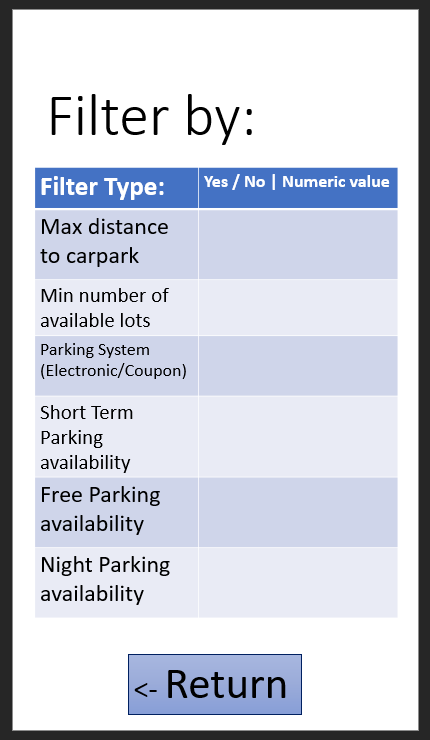 Filter by:
Filter Type:
Yes / No | Numeric value
Max distance
to carpark
Min number of
available lots
Parking System
(Electronic/Coupon)
Short Term
Parking
availability
Free Parking
availability
Night Parking
availability
<- Return